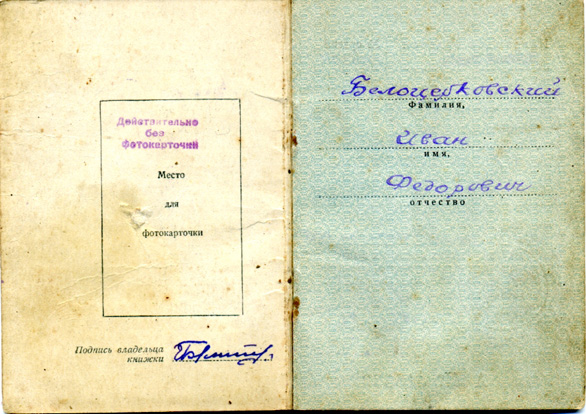 Действительно
без
фотокарточки
Место
для
фотокарточки
Подпись владельца
книжки
Белоцерковский
Фамилия,
Иван
имя,
Федорович
отчество